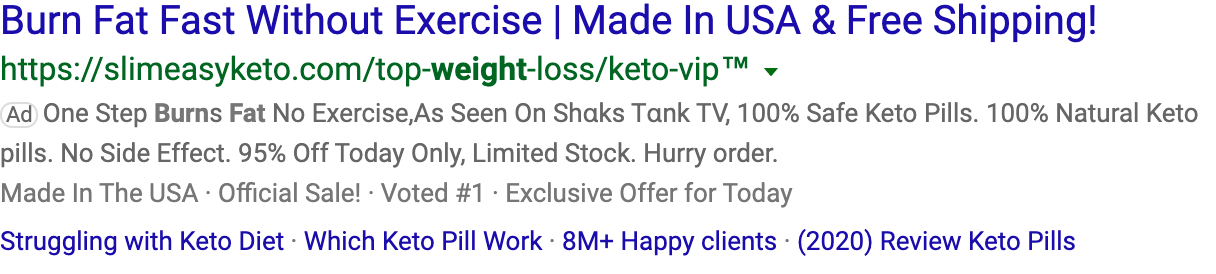 Burn Fat Fast Without Exercise | Made In USA & Free Shipping!
https://slimeasyketo.com/top-weight-loss/keto-vip™
Ad One Step Burns Fat No Exercise,As Seen On Shɑks Tɑnk TV, 100% Safe Keto Pills. 100% Natural Keto
pills. No Side Effect. 95% Off Today Only, Limited Stock. Hurry order.
Made In The USA · Official Sale! · Voted #1 · Exclusive Offer for Today
Struggling with Keto Diet · Which Keto Pill Work · 8M+ Happy clients · (2020) Review Keto Pills